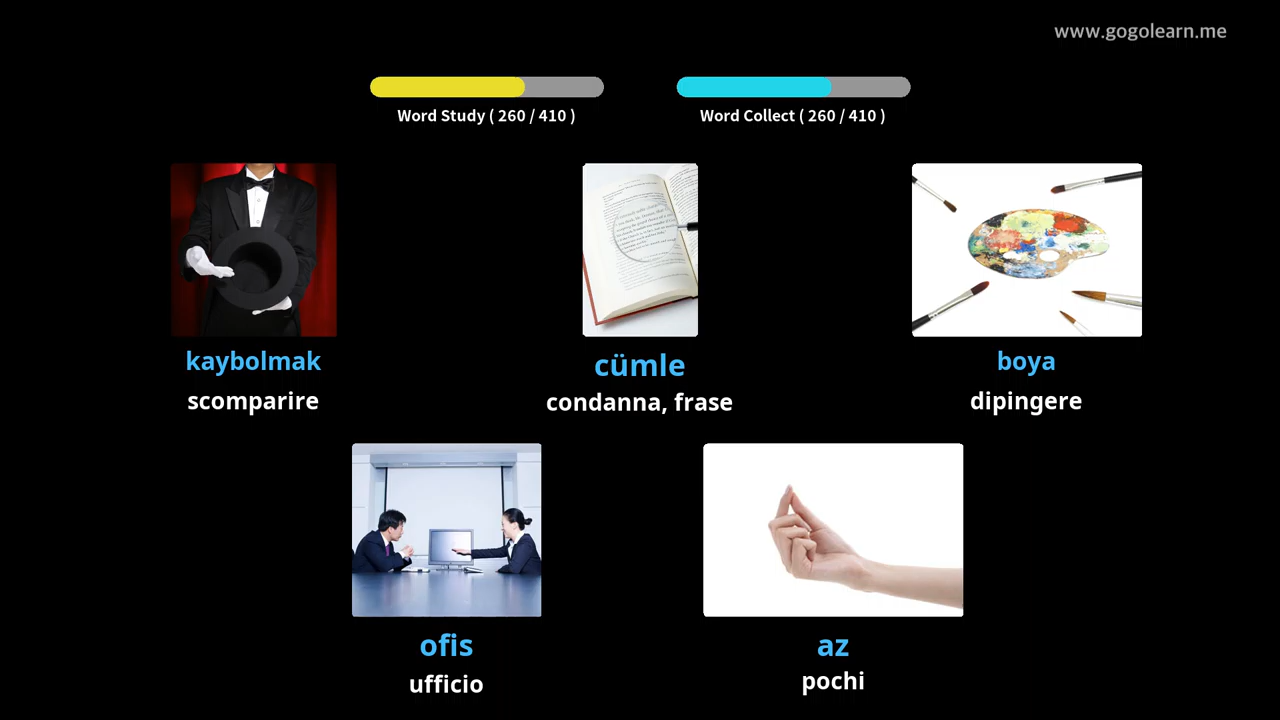 www.gogolearn.me
Word Study ( 260 / 410 )
Word Collect ( 260 / 410 )
kaybolmak
scomparire
cümle
condanna, frase
boya
dipingere
ofis
ufficio
az
pochi